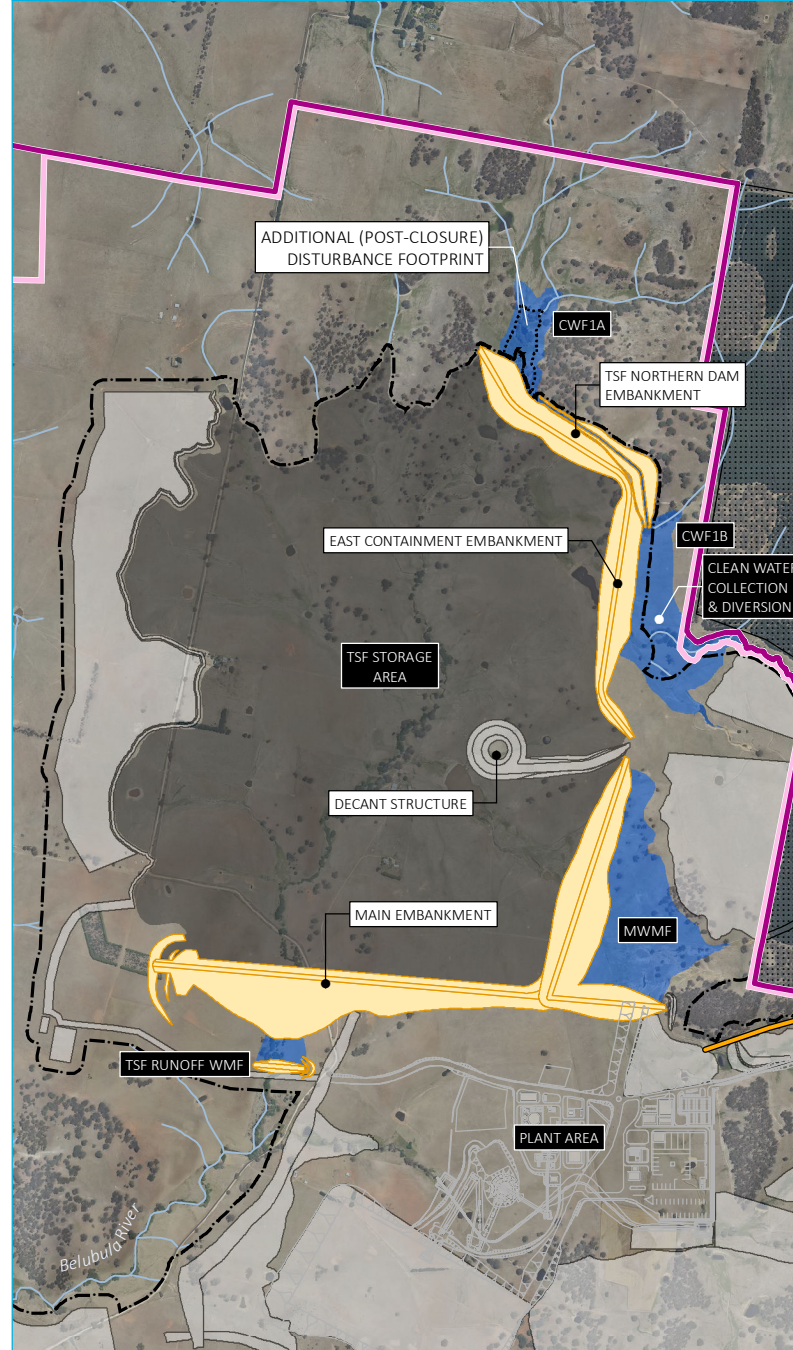 ADDITIONAL (POST-CLOSURE)
DISTURBANCE FOOTPRINT
CWF1A
TSF NORTHERN DAM
EMBANKMENT
EAST CONTAINMENT EMBANKMENT
CWF1B
CLEAN WATER
COLLECTION
& DIVERSION
TSF STORAGE
AREA
DECANT STRUCTURE
MAIN EMBANKMENT
MWMF
TSF RUNOFF WMF
PLANT AREA
Belubula River